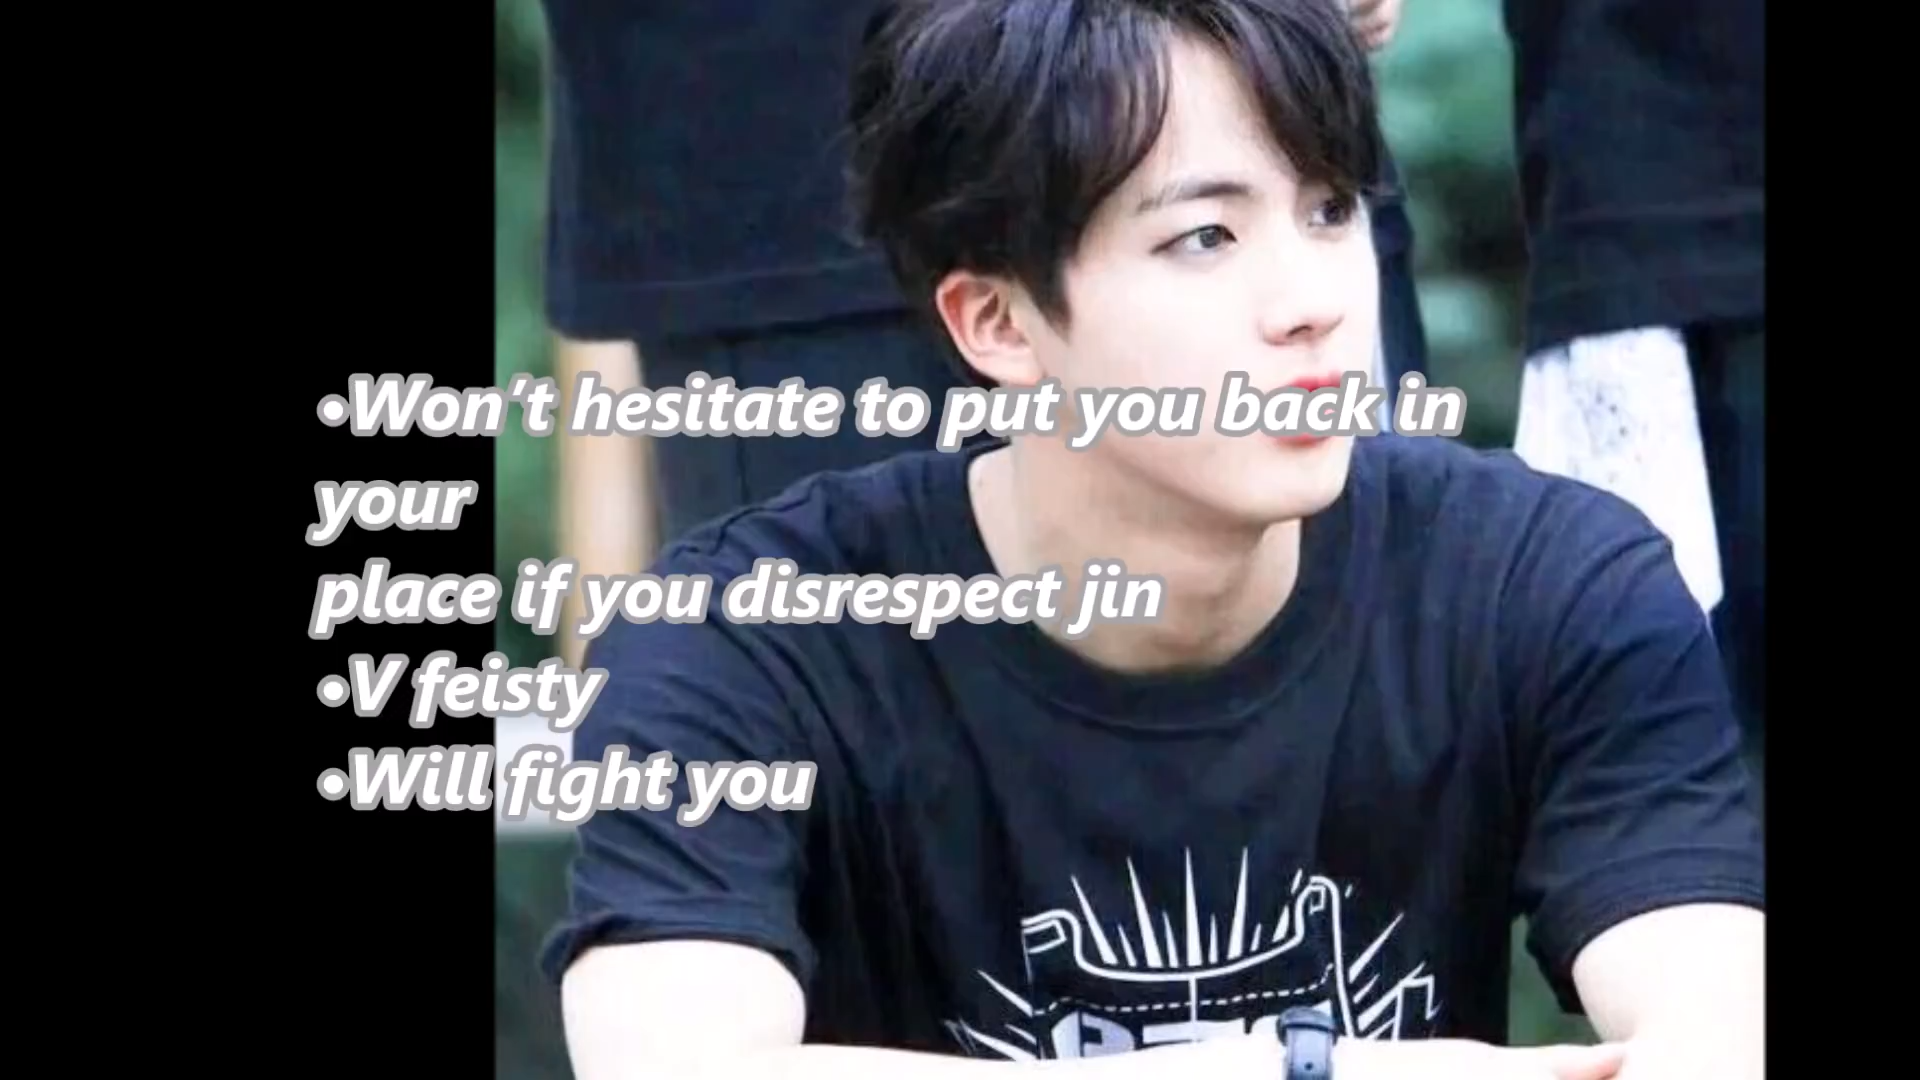 •Won't hesitate to put you back in
your
place if you disrespect jin
•V feisty
•Will fight you